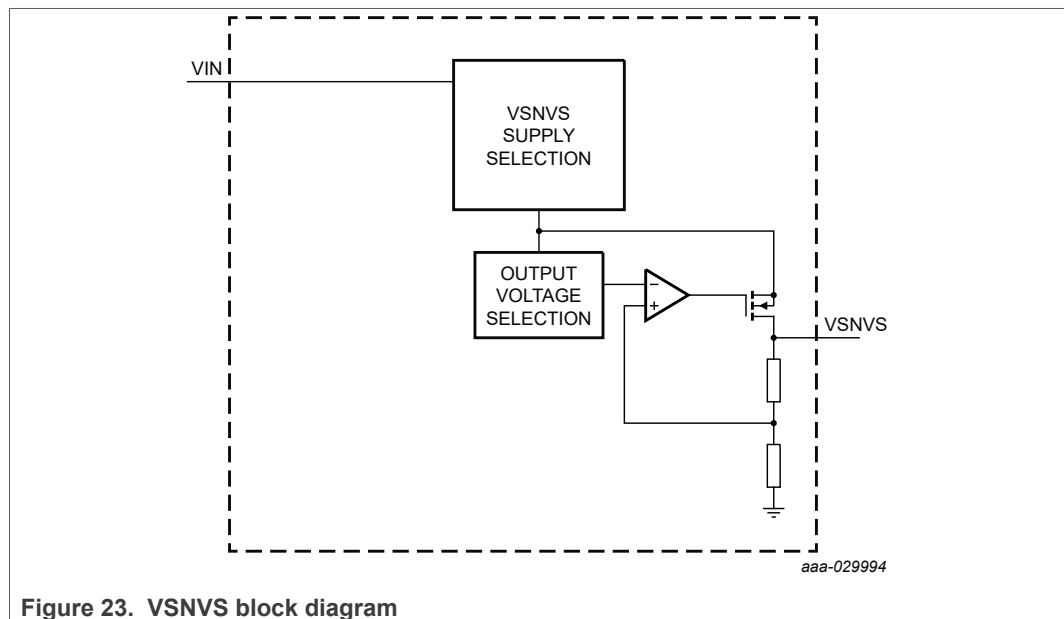 VIN
VSNVS
SUPPLY
SELECTION
OUTPUT
VOLTAGE
SELECTION
−
+
VSNVS
aaa-029994
Figure 23. VSNVS block diagram